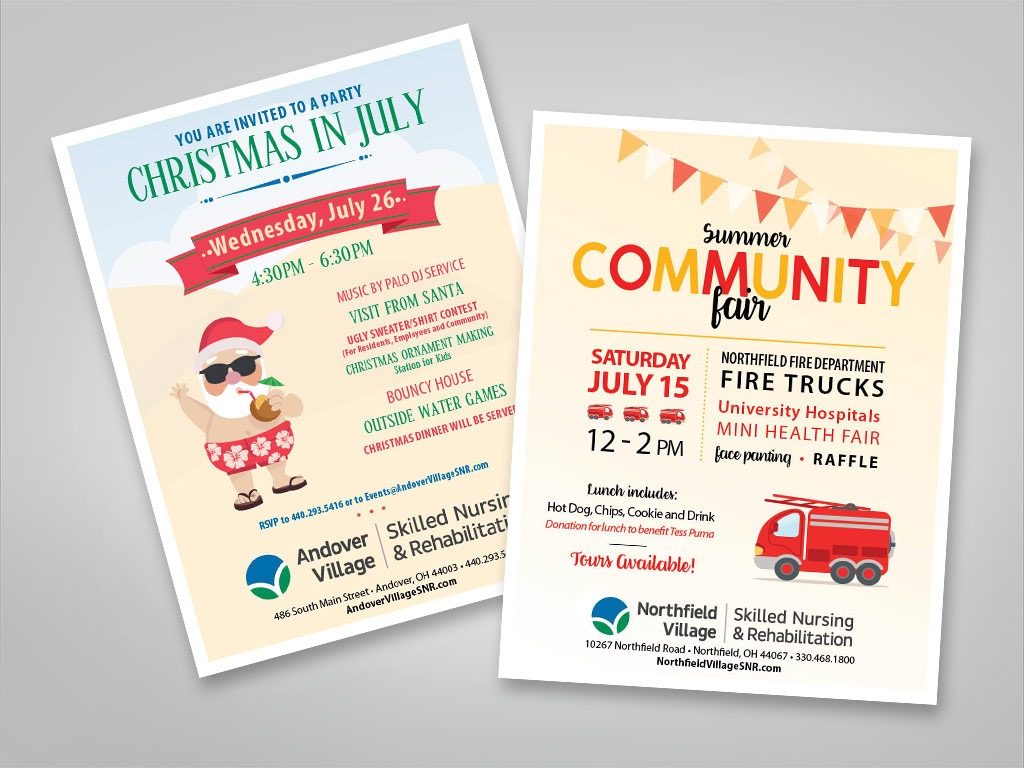 YOU ARE INVITED TO A PARTY
CHRISTMAS IN JULY
Wednesday, July 26
4:30PM - 6:30PM
MUSIC BY PALO DJ SERVICE
VISIT FROM SANTA
UGLY SWEATER/SHIRT CONTEST
(For Residents, Employees and Community)
CHRISTMAS ORNAMENT MAKING
Station for Kids
BOUNCY HOUSE
OUTSIDE WATER GAMES
CHRISTMAS DINNER WILL BE SERVE
RSVP to 440.293.5416 or to Events@AndoverVillageSNR.com
Andover
Village
Skilled Nursin
& Rehabilitati
486 South Main Street • Andover, OH 44003 • 440.293.5
AndoverVillageSNR.com
Summer
COMMUNITY
fair
SATURDAY
JULY 15
12 - 2 PM
NORTHFIELD FIRE DEPARTMENT
FIRE TRUCKS
University Hospitals
MINI HEALTH FAIR
face panting • RAFFLE
Lunch includes:
Hot Dog, Chips, Cookie and Drink
Donation for lunch to benefit Tess Puma
Tours Available!
Northfield
Village
Skilled Nursing
& Rehabilitation
10267 Northfield Road • Northfield, OH 44067 • 330.468.1800
NorthfieldVillageSNR.com